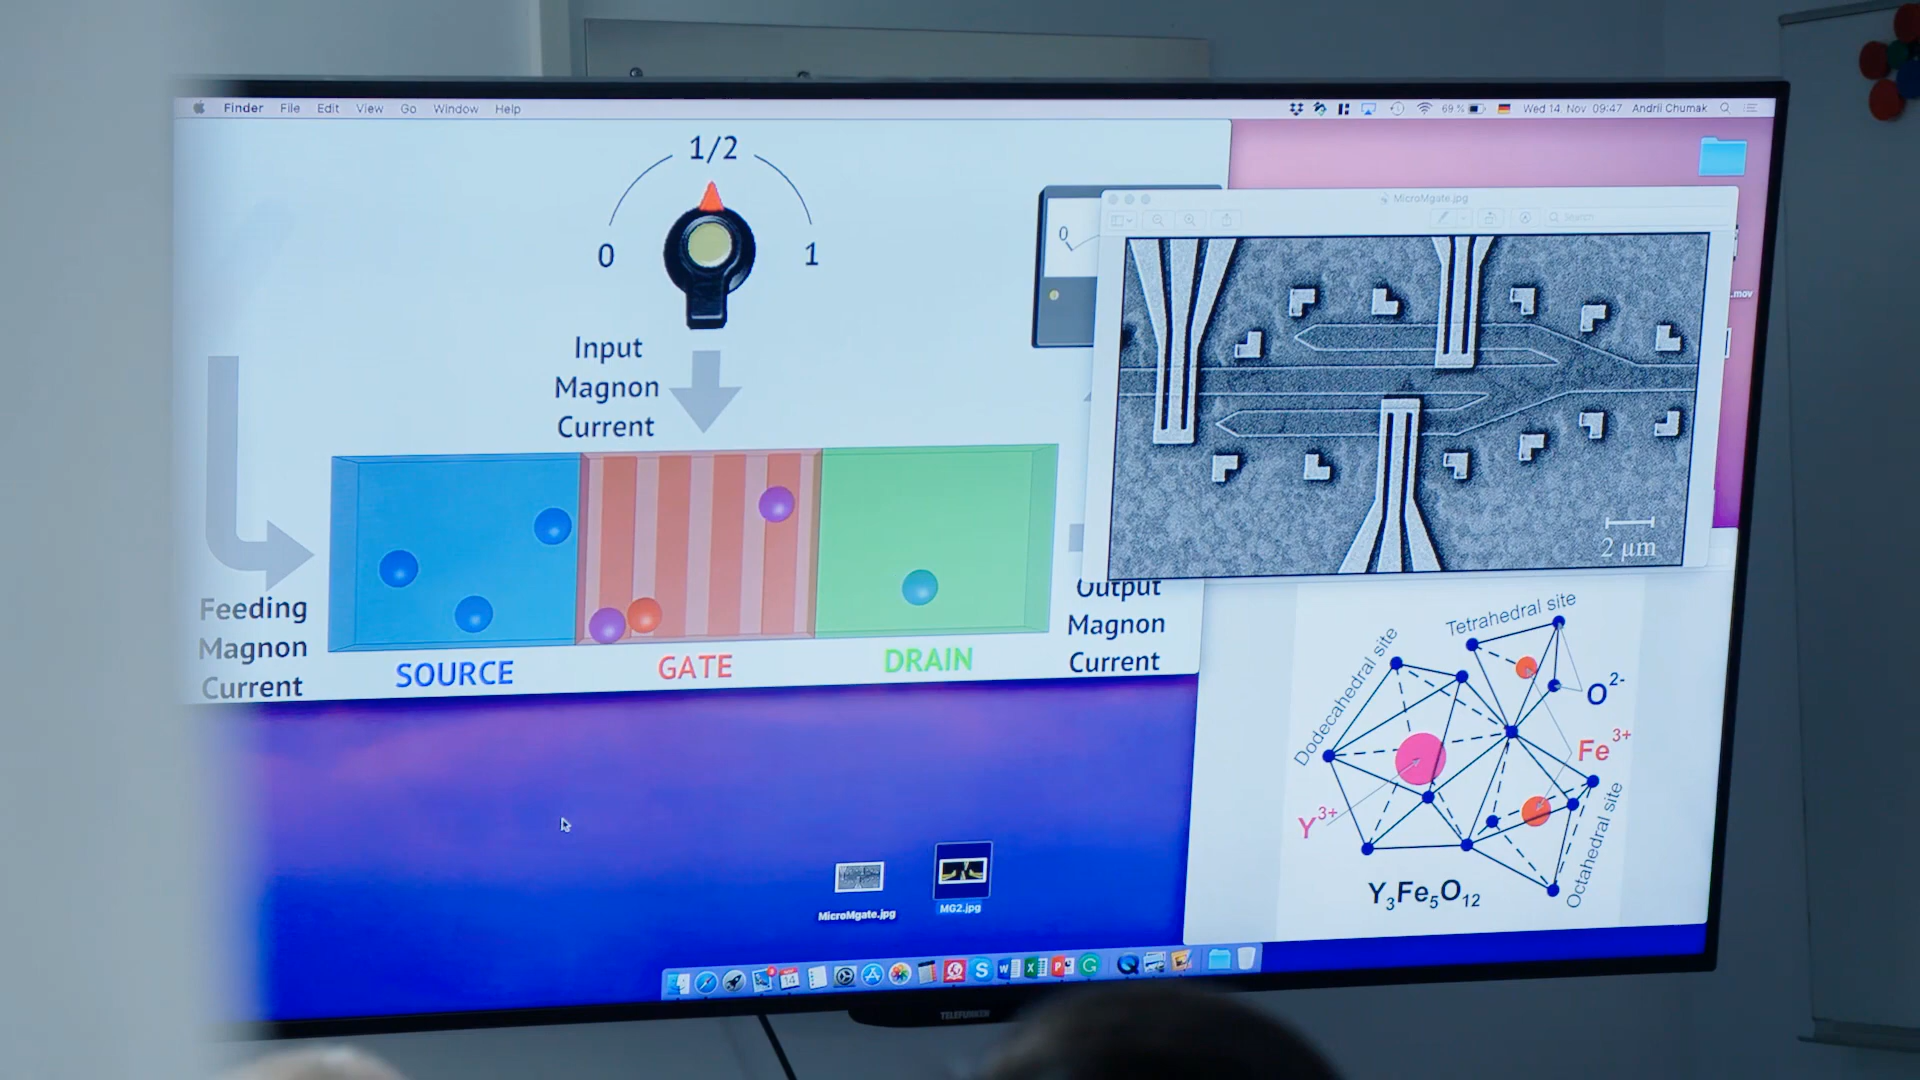 Finder File Edit View Go Window Help
69 % Wed 14. Nov 09:47 Andrii Chumak
1/2
0
1
Input
Magnon
Current
Feeding
Magnon
Current
SOURCE
GATE
DRAIN
Output
Magnon
Current
0
MicroMgate.jpg
Search
.mov
2 µm
Tetrahedral site
Dodecahedral site
O²⁻
Fe³⁺
Y³⁺
Octahedral site
Y₃Fe₅O₁₂
MicroMgate.jpg
MG2.jpg
14
TELEFUNKEN